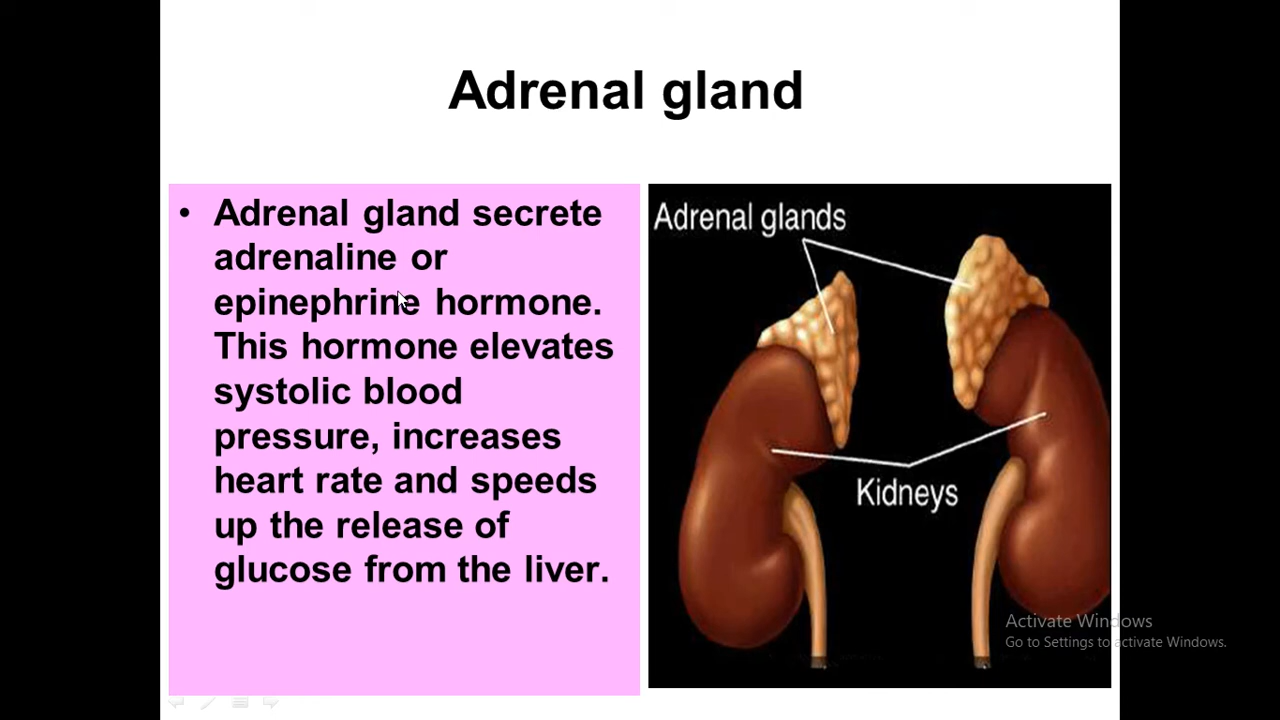 Adrenal gland
• Adrenal gland secrete
adrenaline or
epinephrine hormone.
This hormone elevates
systolic blood
pressure, increases
heart rate and speeds
up the release of
glucose from the liver.
Adrenal glands
Kidneys
Activate Windows
Go to Settings to activate Windows.